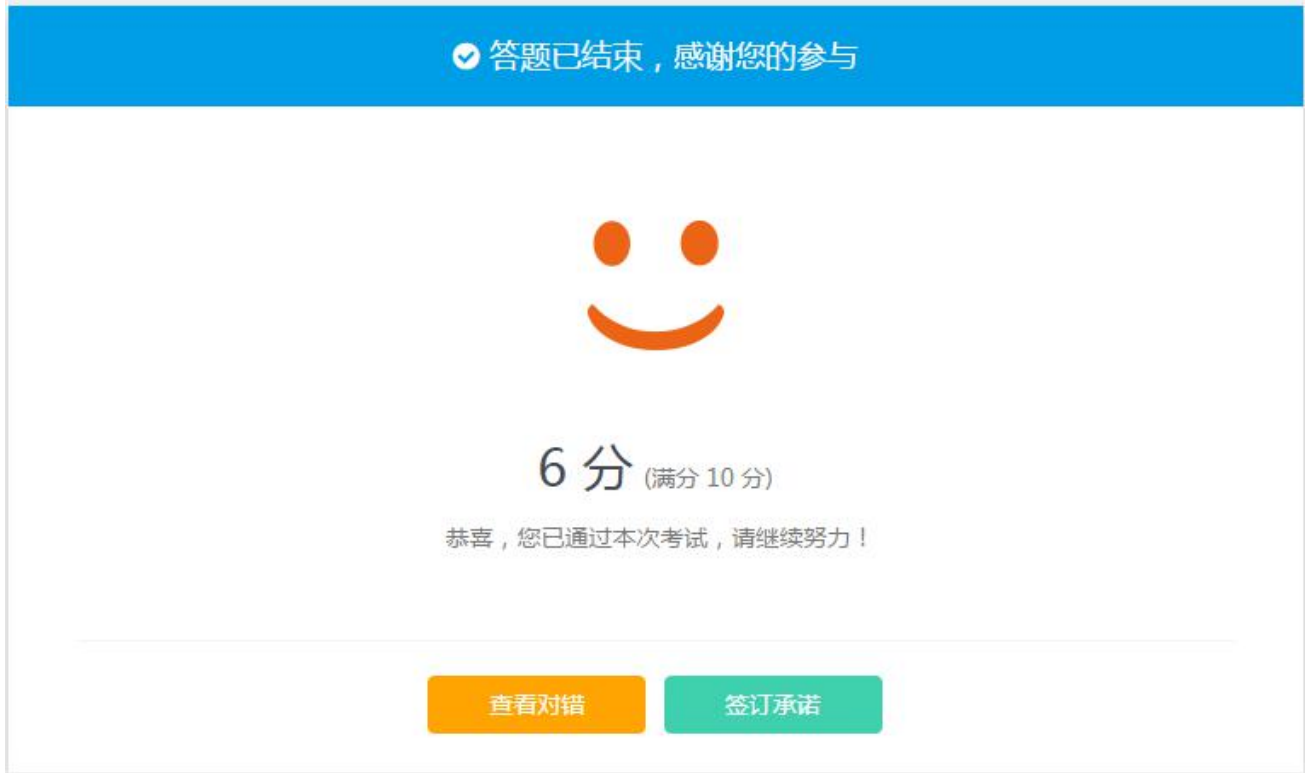 答题已结束，感谢您的参与
6 分 (满分 10 分)
恭喜，您已通过本次考试，请继续努力！
查看对错 签订承诺